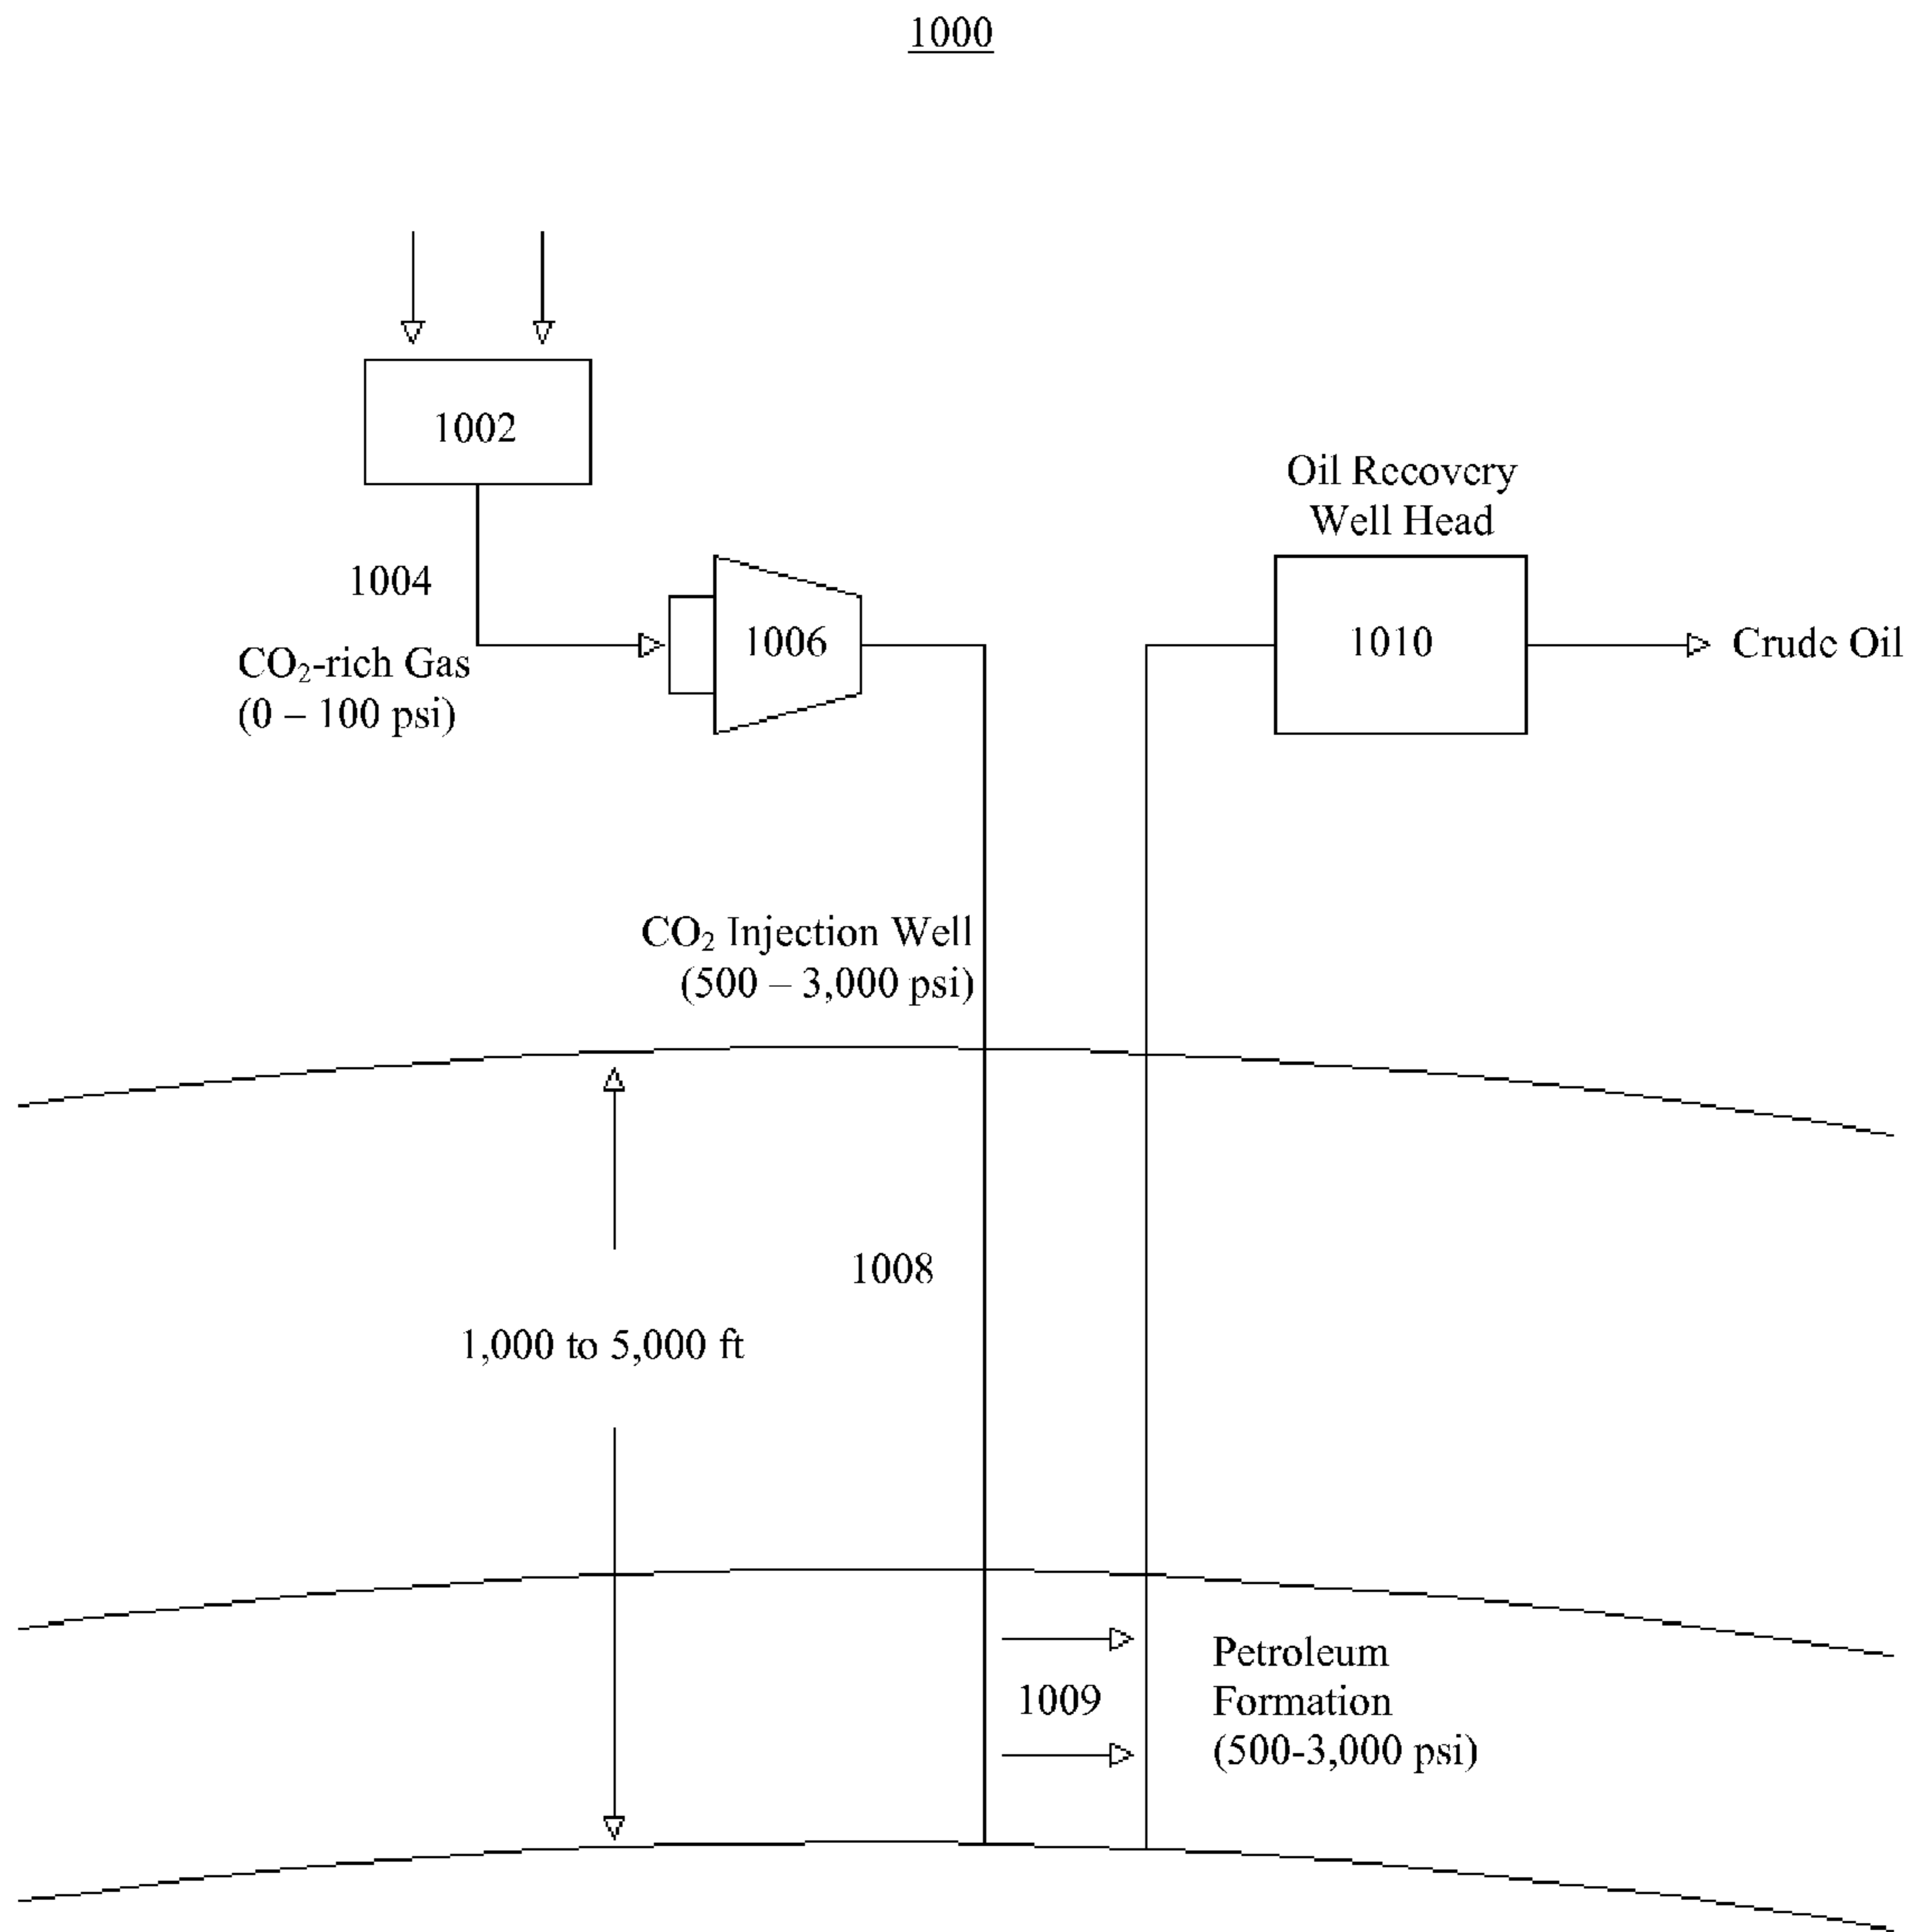 1000
1002
Oil Recovery
Well Head
1004
1006
1010
Crude Oil
CO₂-rich Gas
(0 – 100 psi)
CO₂ Injection Well
(500 – 3,000 psi)
1008
1,000 to 5,000 ft
Petroleum
1009
Formation
(500-3,000 psi)